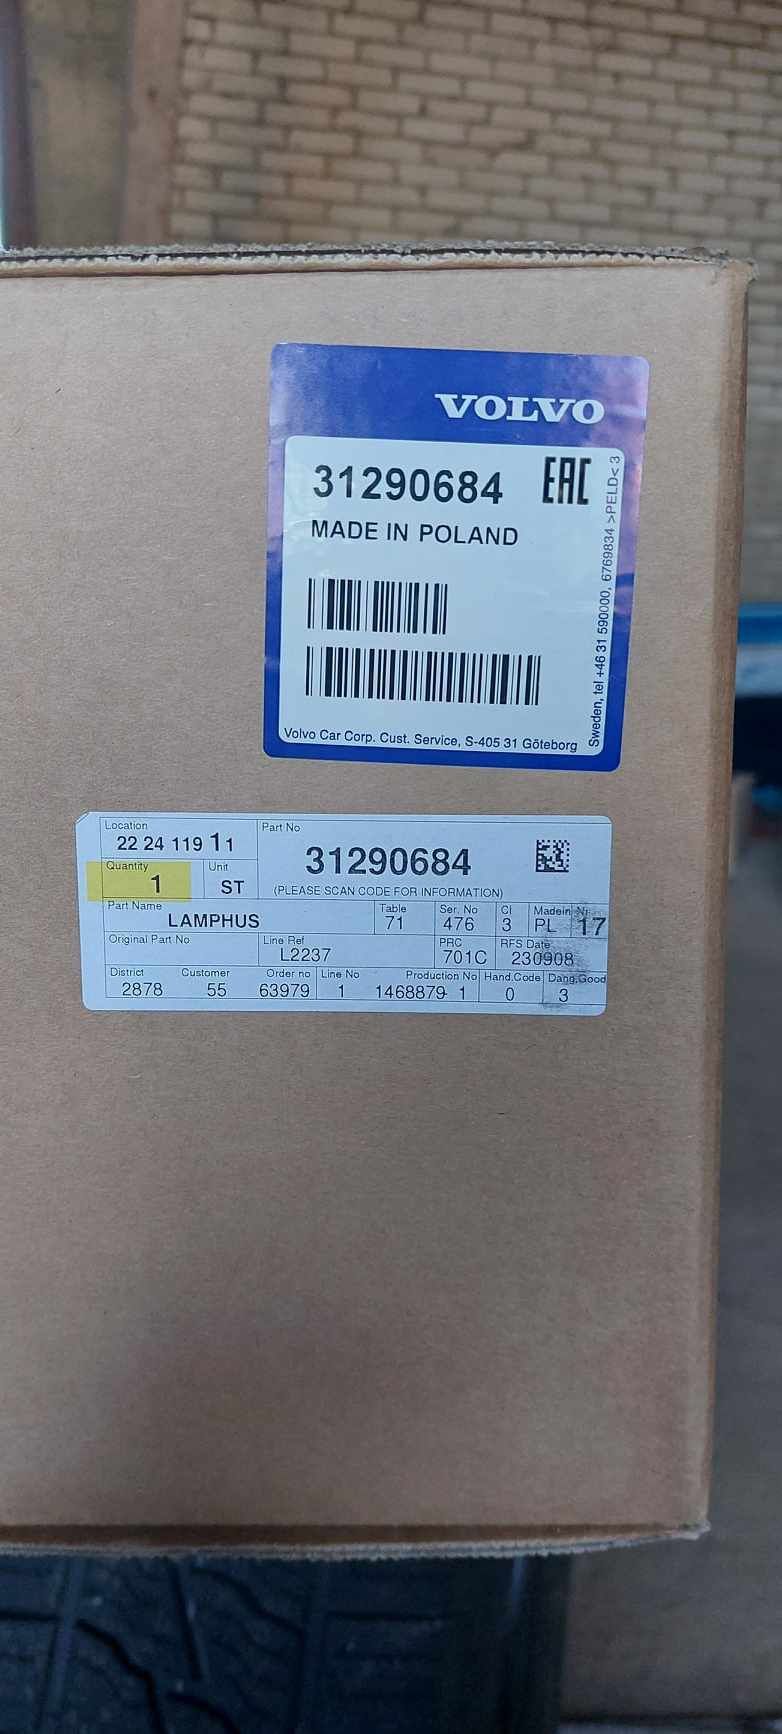 VOLVO
31290684 EAC
MADE IN POLAND
Volvo Car Corp. Cust. Service, S-405 31 Göteborg
Sweden, tel +46 31 590000, 6769834 >PELD< 3
Location Part No
22 24 119 11 31290684
Quantity Unit
1 ST (PLEASE SCAN CODE FOR INFORMATION)
Part Name Table Ser. No Cl Madein Nr
LAMPHUS 71 476 3 PL 17
Original Part No Line Ref PRC RFS Date
L2237 701C 230908
District Customer Order no Line No Production No Hand.Code Dang.Good
2878 55 63979 1 1468879- 1 0 3